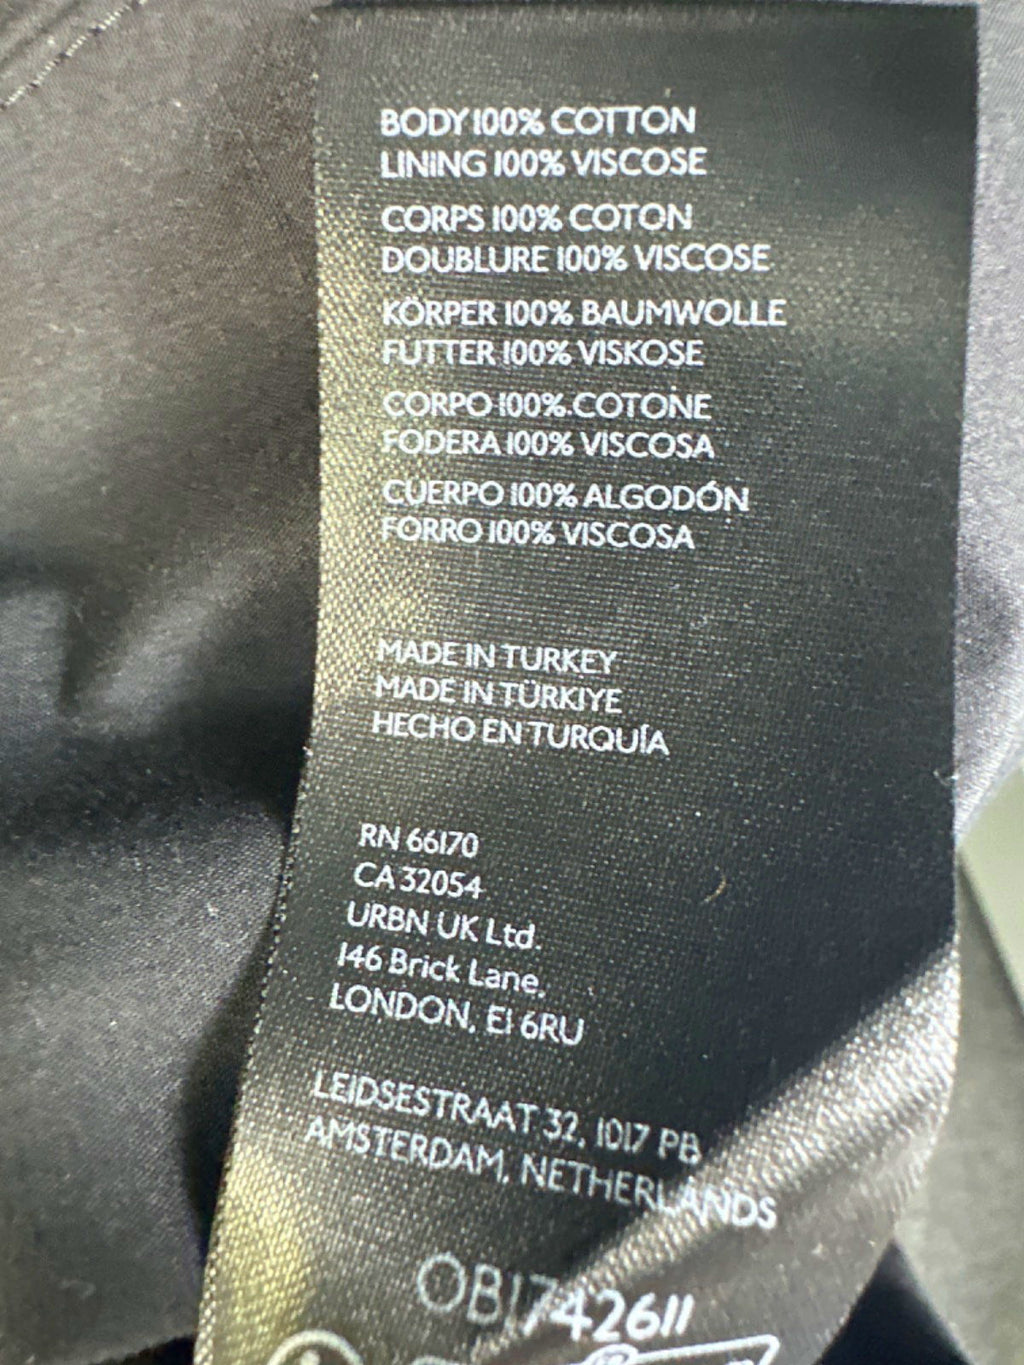 BODY 100% COTTON
LINING 100% VISCOSE
CORPS 100% COTON
DOUBLURE 100% VISCOSE
KÖRPER 100% BAUMWOLLE
FUTTER 100% VISKOSE
CORPO 100% COTONE
FODERA 100% VISCOSA
CUERPO 100% ALGODÓN
FORRO 100% VISCOSA
MADE IN TURKEY
MADE IN TÜRKIYE
HECHO EN TURQUÍA
RN 66170
CA 32054
URBN UK Ltd.
146 Brick Lane,
LONDON, E1 6RU
LEIDSESTRAAT 32, 1017 PB
AMSTERDAM, NETHERLANDS
OB1742611